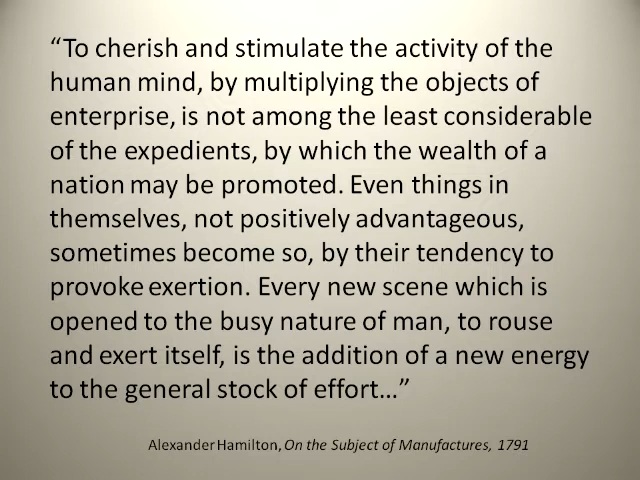 “To cherish and stimulate the activity of the
human mind, by multiplying the objects of
enterprise, is not among the least considerable
of the expedients, by which the wealth of a
nation may be promoted. Even things in
themselves, not positively advantageous,
sometimes become so, by their tendency to
provoke exertion. Every new scene which is
opened to the busy nature of man, to rouse
and exert itself, is the addition of a new energy
to the general stock of effort…”
Alexander Hamilton, On the Subject of Manufactures, 1791